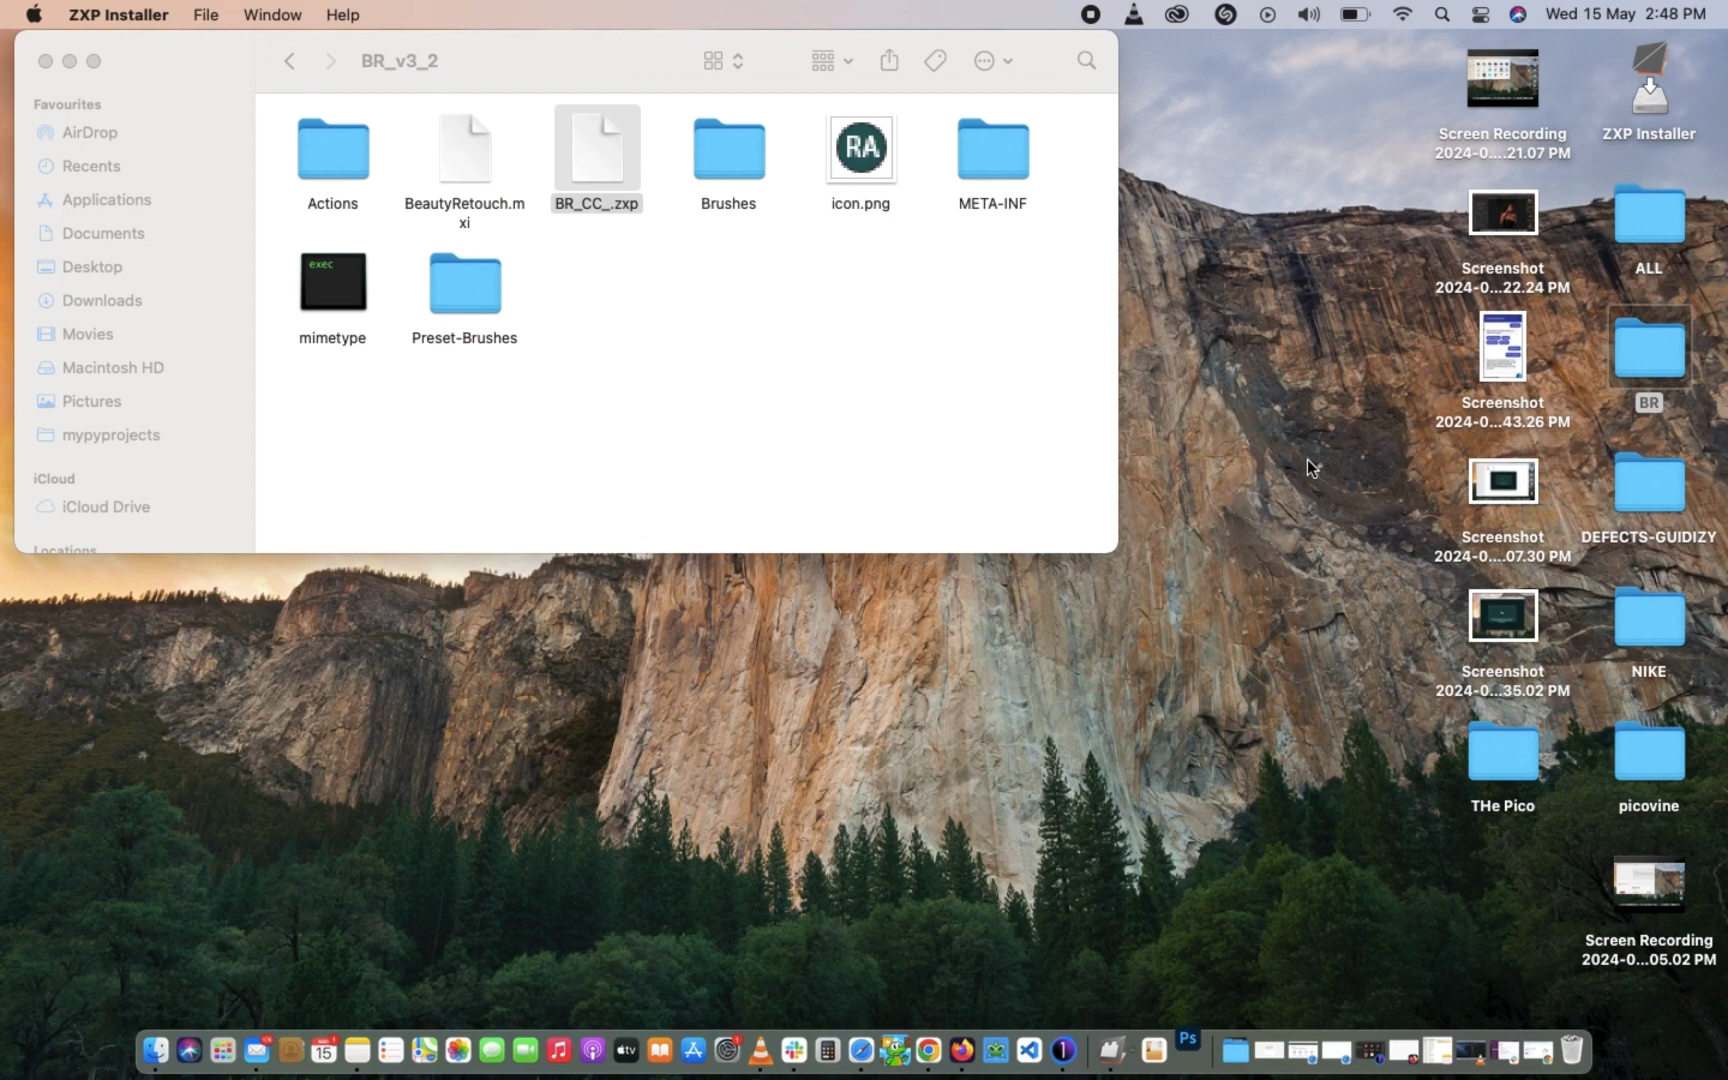 ZXP Installer File Window Help Wed 15 May 2:48 PM
BR_v3_2
Favourites
AirDrop
Recents
Applications
Documents
Desktop
Downloads
Movies
Macintosh HD
Pictures
mypyprojects
iCloud
iCloud Drive
Locations
Actions
BeautyRetouch.m
xi
BR_CC_.zxp
Brushes
RA
icon.png
META-INF
exec
mimetype
Preset-Brushes
Screen Recording
2024-0....21.07 PM
ZXP Installer
Screenshot
2024-0...22.24 PM
ALL
Screenshot
2024-0...43.26 PM
BR
Screenshot
2024-0....07.30 PM
DEFECTS-GUIDIZY
Screenshot
2024-0...35.02 PM
NIKE
THe Pico
picovine
Screen Recording
2024-0...05.02 PM
15
tv
Ps